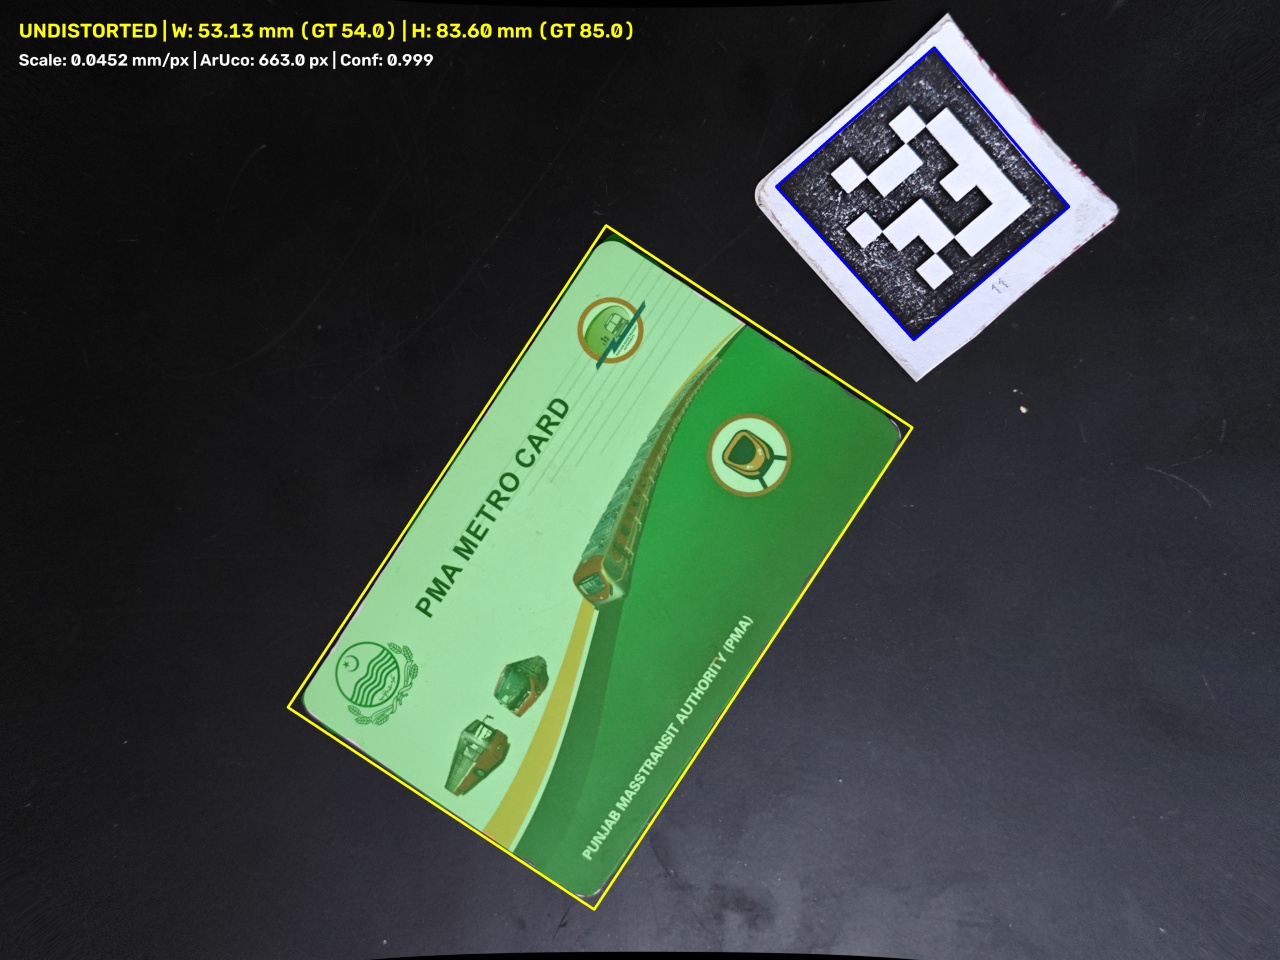 UNDISTORTED | W: 53.13 mm (GT 54.0) | H: 83.60 mm (GT 85.0)
Scale: 0.0452 mm/px | ArUco: 663.0 px | Conf: 0.999
PMA METRO CARD
PUNJAB MASSTRANSIT AUTHORITY (PMA)